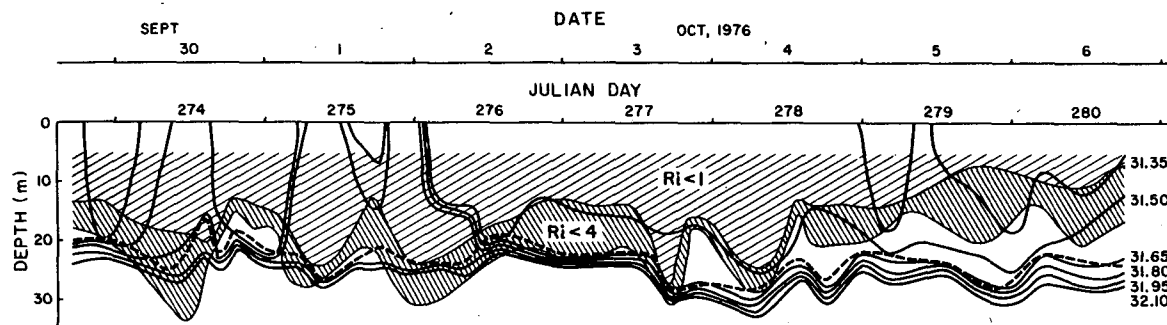 DATE
SEPT OCT, 1976
30 1 2 3 4 5 6
JULIAN DAY
274 275 276 277 278 279 280
DEPTH (m)
0
10
20
30
Ri<1
Ri<4
31.35
31.50
31.65
31.80
31.95
32.10